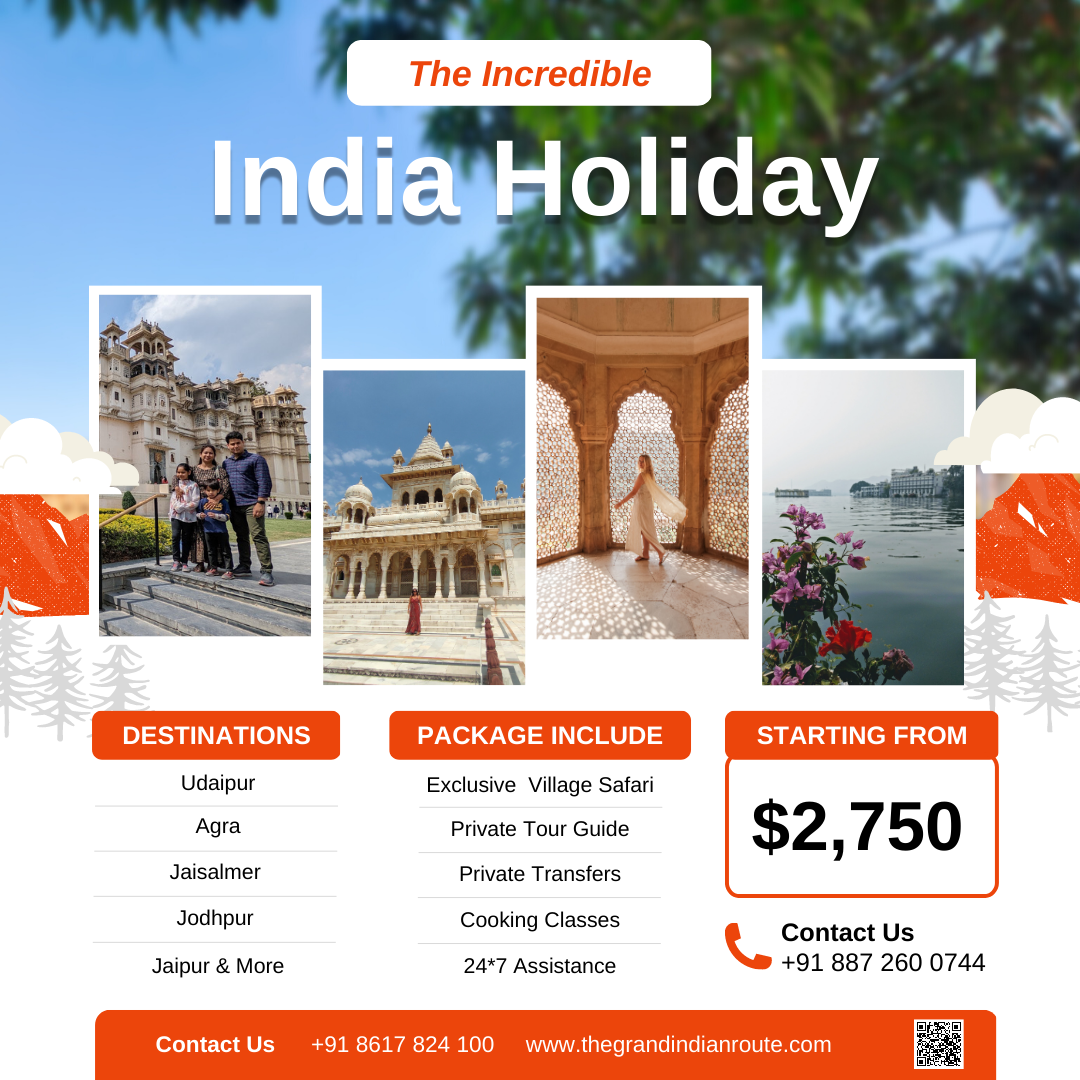 The Incredible
India Holiday
DESTINATIONS
Udaipur
Agra
Jaisalmer
Jodhpur
Jaipur & More
PACKAGE INCLUDE
Exclusive  Village Safari
Private Tour Guide
Private Transfers
Cooking Classes
24*7 Assistance
STARTING FROM
$2,750
Contact Us
+91 887 260 0744
Contact Us +91 8617 824 100 www.thegrandindianroute.com